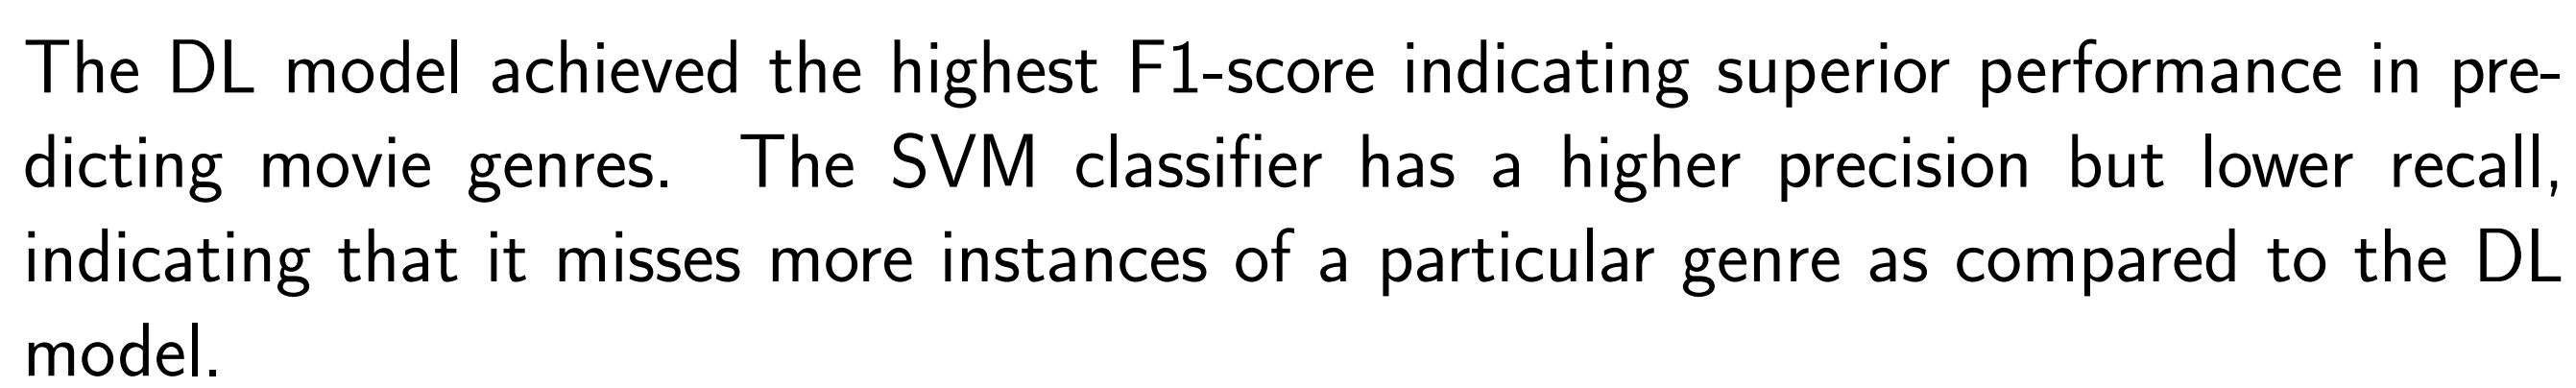 The DL model achieved the highest F1-score indicating superior performance in pre-
dicting movie genres. The SVM classifier has a higher precision but lower recall,
indicating that it misses more instances of a particular genre as compared to the DL
model.